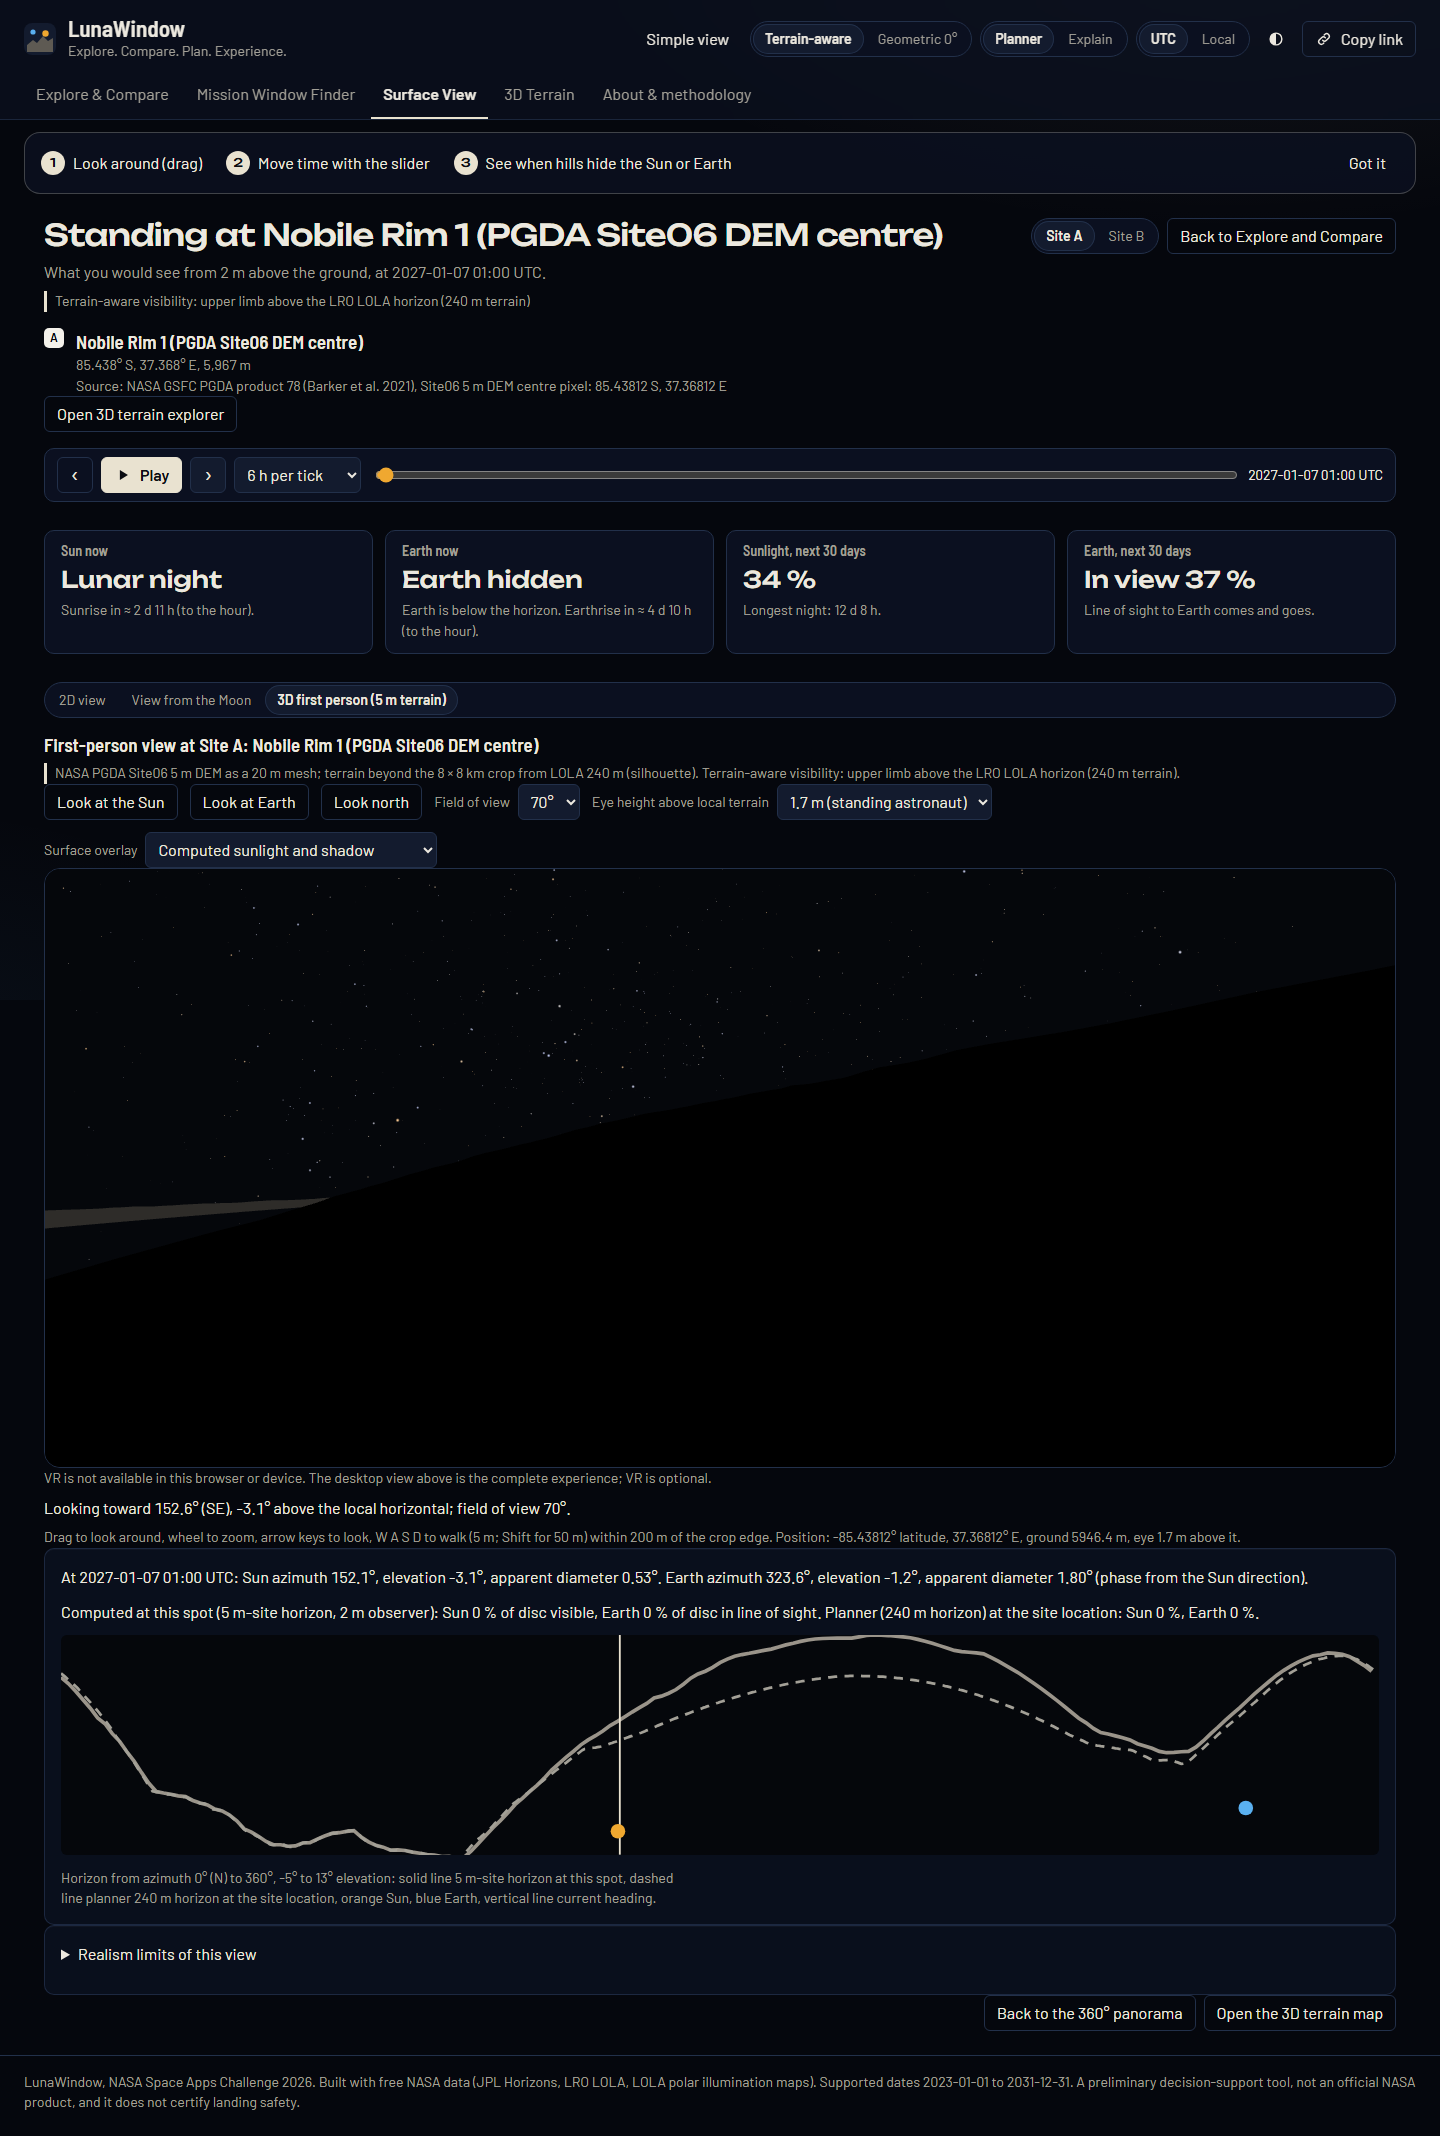 LunaWindow
Explore. Compare. Plan. Experience.
Simple view
Terrain-aware Geometric 0°
Planner Explain
UTC Local
Copy link
Explore & Compare Mission Window Finder Surface View 3D Terrain About & methodology
1 Look around (drag) 2 Move time with the slider 3 See when hills hide the Sun or Earth Got it
Standing at Nobile Rim 1 (PGDA Site06 DEM centre)
Site A Site B Back to Explore and Compare
What you would see from 2 m above the ground, at 2027-01-07 01:00 UTC.
Terrain-aware visibility: upper limb above the LRO LOLA horizon (240 m terrain)
A Nobile Rim 1 (PGDA Site06 DEM centre)
85.438° S, 37.368° E, 5,967 m
Source: NASA GSFC PGDA product 78 (Barker et al. 2021), Site06 5 m DEM centre pixel: 85.43812 S, 37.36812 E
Open 3D terrain explorer
‹ Play › 6 h per tick 2027-01-07 01:00 UTC
Sun now
Lunar night
Sunrise in ≈ 2 d 11 h (to the hour).
Earth now
Earth hidden
Earth is below the horizon. Earthrise in ≈ 4 d 10 h
(to the hour).
Sunlight, next 30 days
34 %
Longest night: 12 d 8 h.
Earth, next 30 days
In view 37 %
Line of sight to Earth comes and goes.
2D view View from the Moon 3D first person (5 m terrain)
First-person view at Site A: Nobile Rim 1 (PGDA Site06 DEM centre)
NASA PGDA Site06 5 m DEM as a 20 m mesh; terrain beyond the 8 × 8 km crop from LOLA 240 m (silhouette). Terrain-aware visibility: upper limb above the LRO LOLA horizon (240 m terrain).
Look at the Sun Look at Earth Look north Field of view 70° Eye height above local terrain 1.7 m (standing astronaut)
Surface overlay Computed sunlight and shadow
VR is not available in this browser or device. The desktop view above is the complete experience; VR is optional.
Looking toward 152.6° (SE), -3.1° above the local horizontal; field of view 70°.
Drag to look around, wheel to zoom, arrow keys to look, W A S D to walk (5 m; Shift for 50 m) within 200 m of the crop edge. Position: -85.43812° latitude, 37.36812° E, ground 5946.4 m, eye 1.7 m above it.
At 2027-01-07 01:00 UTC: Sun azimuth 152.1°, elevation -3.1°, apparent diameter 0.53°. Earth azimuth 323.6°, elevation -1.2°, apparent diameter 1.80° (phase from the Sun direction).
Computed at this spot (5 m-site horizon, 2 m observer): Sun 0 % of disc visible, Earth 0 % of disc in line of sight. Planner (240 m horizon) at the site location: Sun 0 %, Earth 0 %.
Horizon from azimuth 0° (N) to 360°, -5° to 13° elevation: solid line 5 m-site horizon at this spot, dashed
line planner 240 m horizon at the site location, orange Sun, blue Earth, vertical line current heading.
Realism limits of this view
Back to the 360° panorama Open the 3D terrain map
LunaWindow, NASA Space Apps Challenge 2026. Built with free NASA data (JPL Horizons, LRO LOLA, LOLA polar illumination maps). Supported dates 2023-01-01 to 2031-12-31. A preliminary decision-support tool, not an official NASA
product, and it does not certify landing safety.